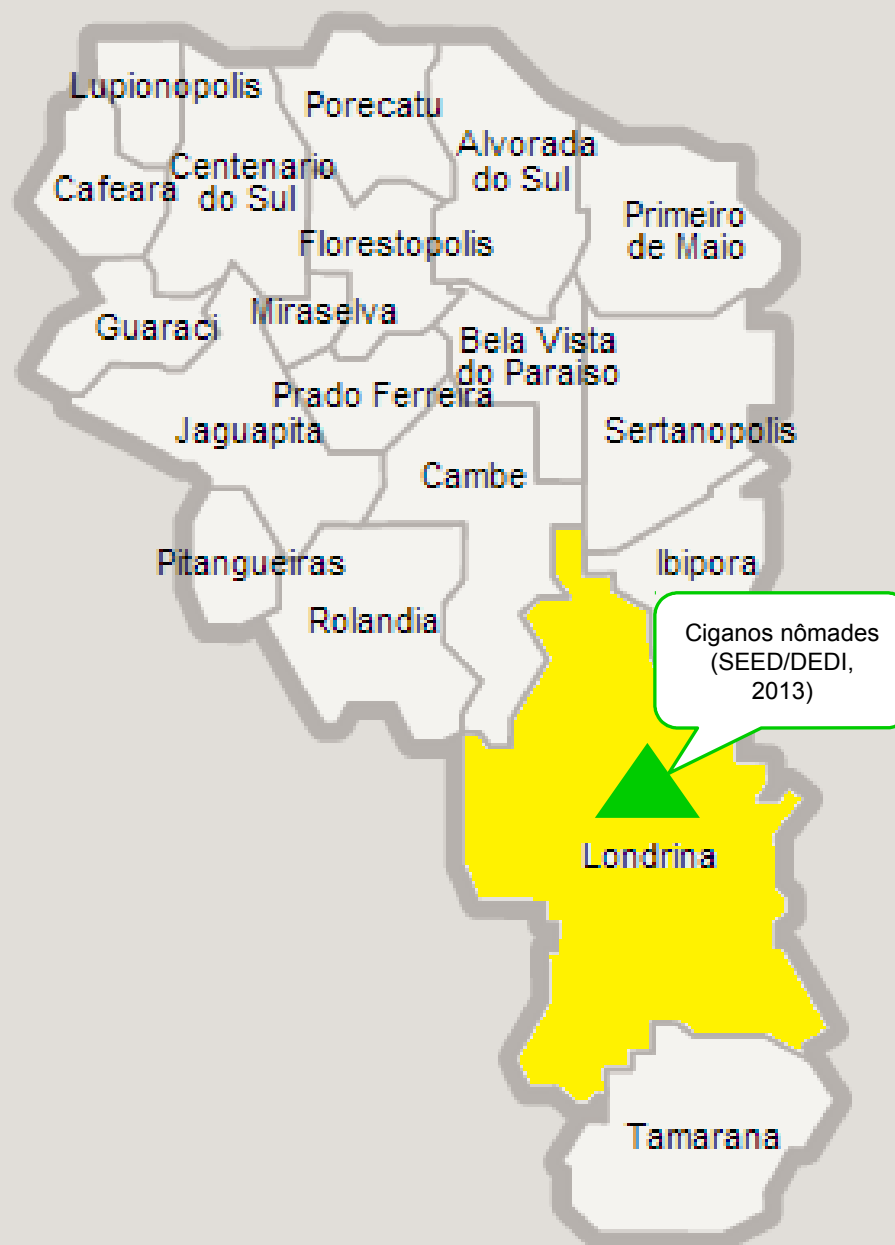 Lupionopolis
Porecatu
Alvorada
do Sul
Centenario
do Sul
Cafeara
Primeiro
de Maio
Florestopolis
Miraselva
Guaraci
Bela Vista
do Paraiso
Prado Ferreira
Jaguapita
Sertanopolis
Cambe
Pitangueiras
Ibipora
Rolandia
Ciganos nômades
(SEED/DEDI,
2013)
Londrina
Tamarana